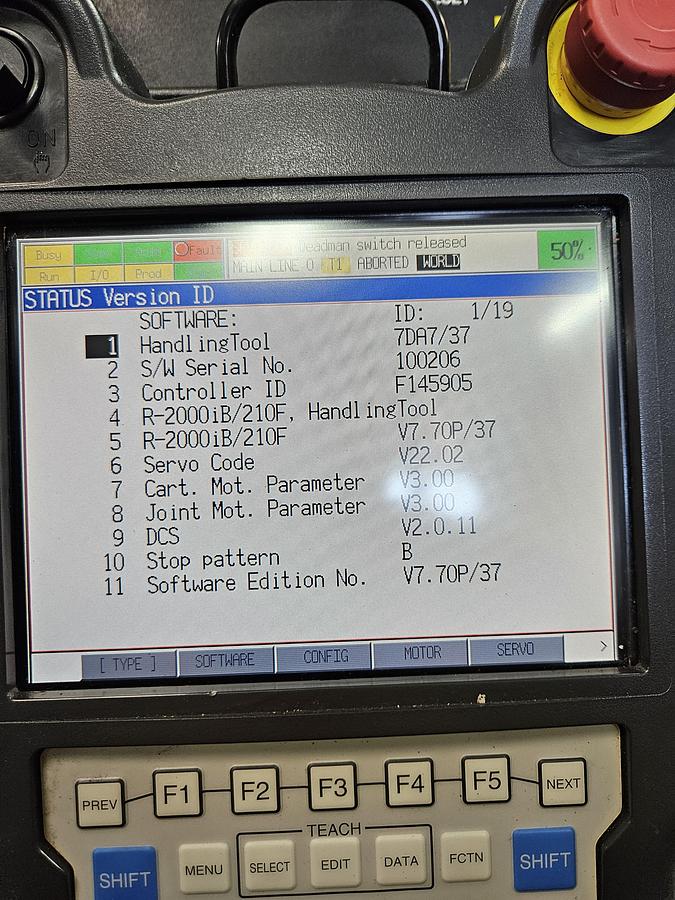 ON
Busy Fault Deadman switch released
Run I/O Prod MAIN LINE 0 T1 ABORTED WORLD
50%
STATUS Version ID
SOFTWARE: ID: 1/19
1 HandlingTool 7DA7/37
2 S/W Serial No. 100206
3 Controller ID F145905
4 R-2000iB/210F, HandlingTool
5 R-2000iB/210F V7.70P/37
6 Servo Code V22.02
7 Cart. Mot. Parameter V3.00
8 Joint Mot. Parameter V3.00
9 DCS V2.0.11
10 Stop pattern B
11 Software Edition No. V7.70P/37
[ TYPE ] SOFTWARE CONFIG MOTOR SERVO >
PREV F1 F2 F3 F4 F5 NEXT
TEACH
SHIFT MENU SELECT EDIT DATA FCTN SHIFT